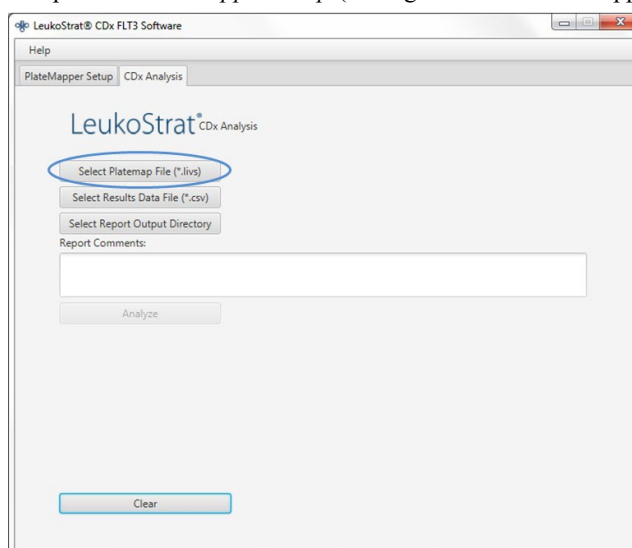 LeukoStrat® CDx FLT3 Software
Help
PlateMapper Setup CDx Analysis
LeukoStrat® CDx Analysis
Select Platemap File (*.livs)
Select Results Data File (*.csv)
Select Report Output Directory
Report Comments:
Analyze
Clear